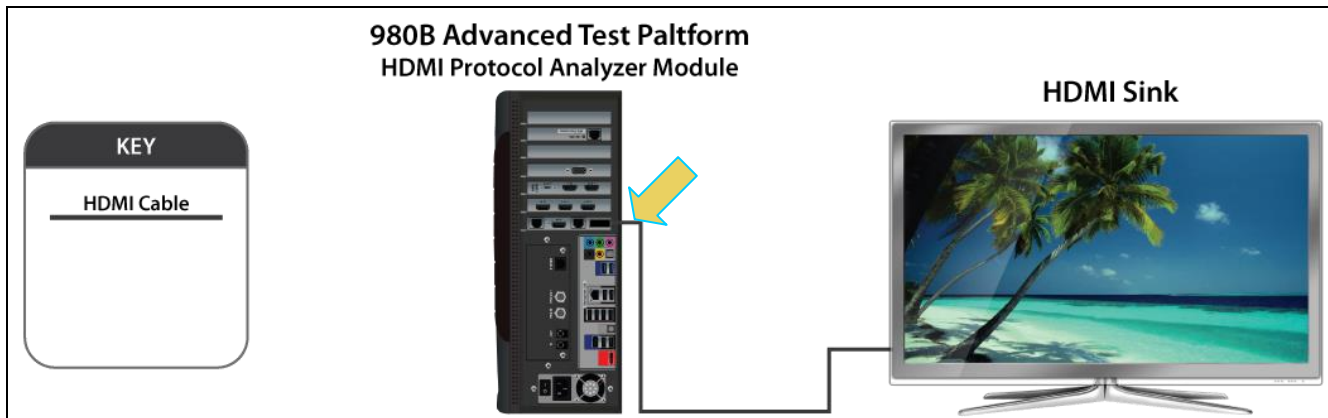 980B Advanced Test Paltform
HDMI Protocol Analyzer Module
HDMI Sink
KEY
HDMI Cable